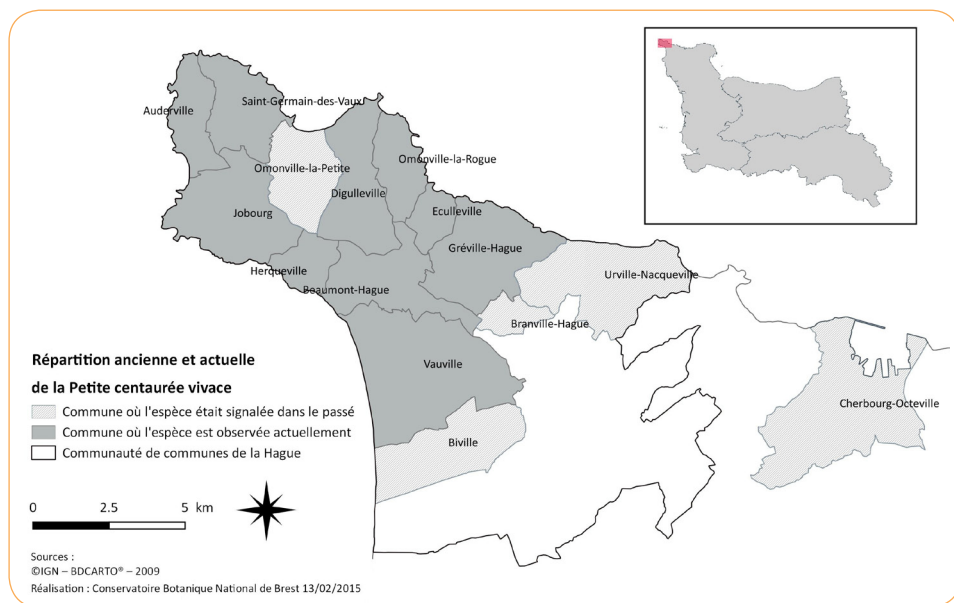 Saint-Germain-des-Vaux
Auderville
Omonville-la-Petite
Omonville-la-Rogue
Digulleville
Jobourg
Eculleville
Gréville-Hague
Herqueville
Beaumont-Hague
Urville-Nacqueville
Branville-Hague
Vauville
Cherbourg-Octeville
Biville
Répartition ancienne et actuelle
de la Petite centaurée vivace
Commune où l'espèce était signalée dans le passé
Commune où l'espèce est observée actuellement
Communauté de communes de la Hague
0 2.5 5 km
Sources :
©IGN – BDCARTO® – 2009
Réalisation : Conservatoire Botanique National de Brest 13/02/2015